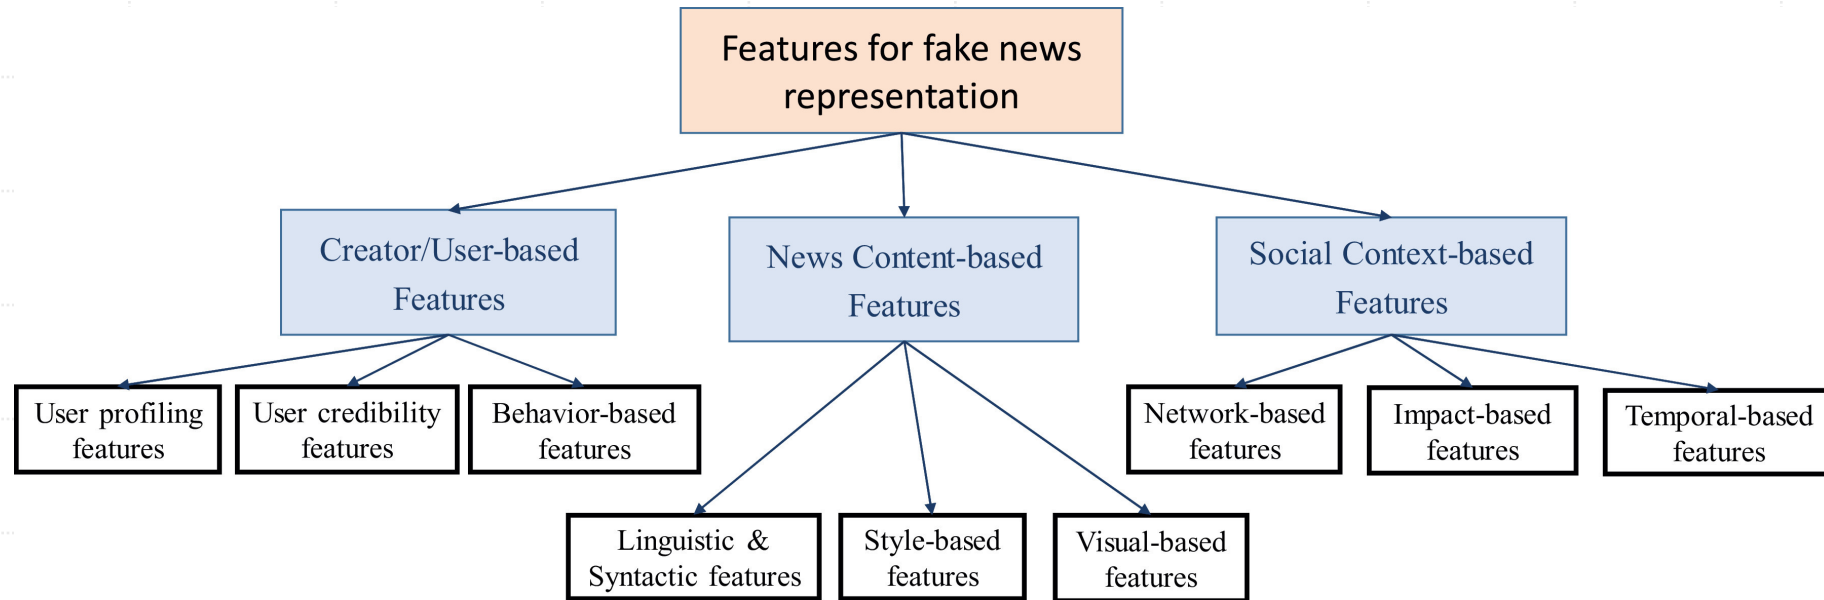 Features for fake news
representation
Creator/User-based
Features
News Content-based
Features
Social Context-based
Features
User profiling
features
User credibility
features
Behavior-based
features
Network-based
features
Impact-based
features
Temporal-based
features
Linguistic &
Syntactic features
Style-based
features
Visual-based
features